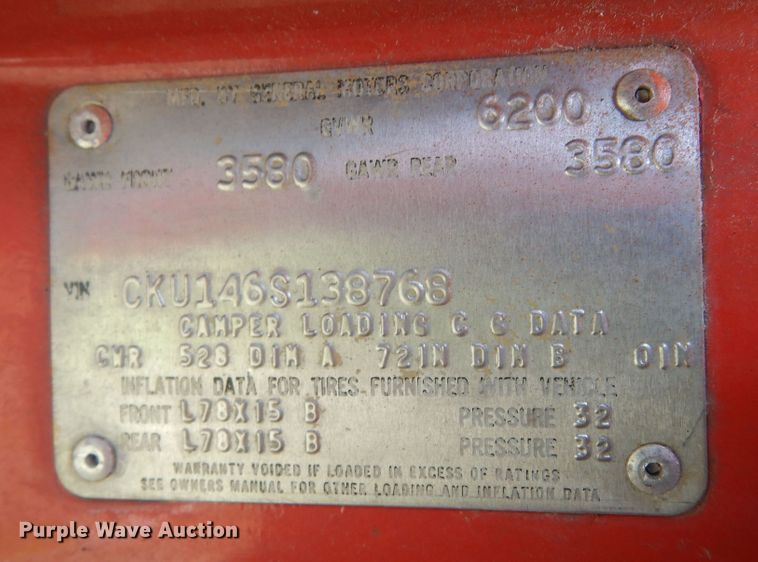 MFD. BY GENERAL MOTORS CORPORATION
GVWR 6200
GAWR FRONT 3580 GAWR REAR 3580
VIN CKU146S138768
CAMPER LOADING C G DATA
CWR 528 DIM A 72IN DIM B 0IN
INFLATION DATA FOR TIRES FURNISHED WITH VEHICLE
FRONT L78X15 B PRESSURE 32
REAR L78X15 B PRESSURE 32
WARRANTY VOIDED IF LOADED IN EXCESS OF RATINGS
SEE OWNERS MANUAL FOR OTHER LOADING AND INFLATION DATA
Purple Wave Auction